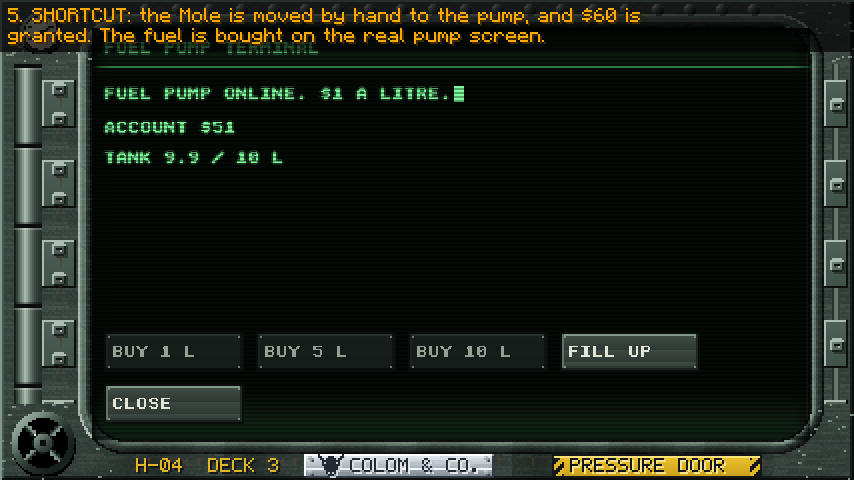 5. SHORTCUT: the Mole is moved by hand to the pump, and $60 is
granted. The fuel is bought on the real pump screen.
FUEL PUMP TERMINAL
FUEL PUMP ONLINE. $1 A LITRE.
ACCOUNT $51
TANK 9.9 / 10 L
BUY 1 L
BUY 5 L
BUY 10 L
FILL UP
CLOSE
H-04 DECK 3
COLOM & CO.
PRESSURE DOOR